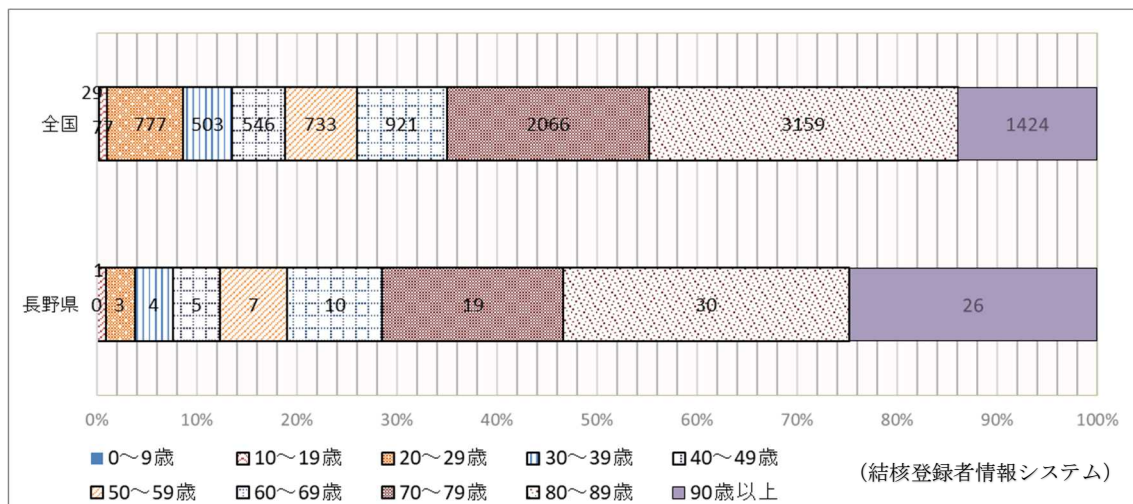 29
全国 77 777 503 546 733 921 2066 3159 1424
1
長野県 0 3 4 5 7 10 19 30 26
0% 10% 20% 30% 40% 50% 60% 70% 80% 90% 100%
0～9歳 10～19歳 20～29歳 30～39歳 40～49歳
50～59歳 60～69歳 70～79歳 80～89歳 90歳以上
(結核登録者情報システム)